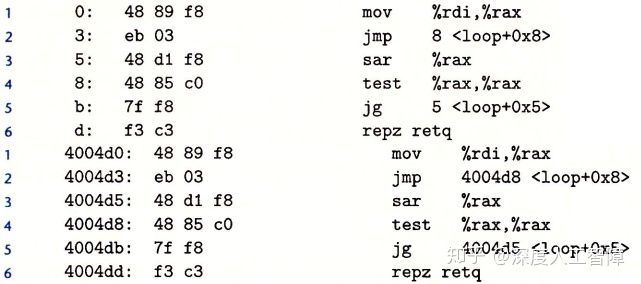 1 0: 48 89 f8 mov %rdi,%rax
2 3: eb 03 jmp 8 <loop+0x8>
3 5: 48 d1 f8 sar %rax
4 8: 48 85 c0 test %rax,%rax
5 b: 7f f8 jg 5 <loop+0x5>
6 d: f3 c3 repz retq
1 4004d0: 48 89 f8 mov %rdi,%rax
2 4004d3: eb 03 jmp 4004d8 <loop+0x8>
3 4004d5: 48 d1 f8 sar %rax
4 4004d8: 48 85 c0 test %rax,%rax
5 4004db: 7f f8 jg 4004d5 <loop+0x5>
6 4004dd: f3 c3 repz retq
知乎 @深度人工智障